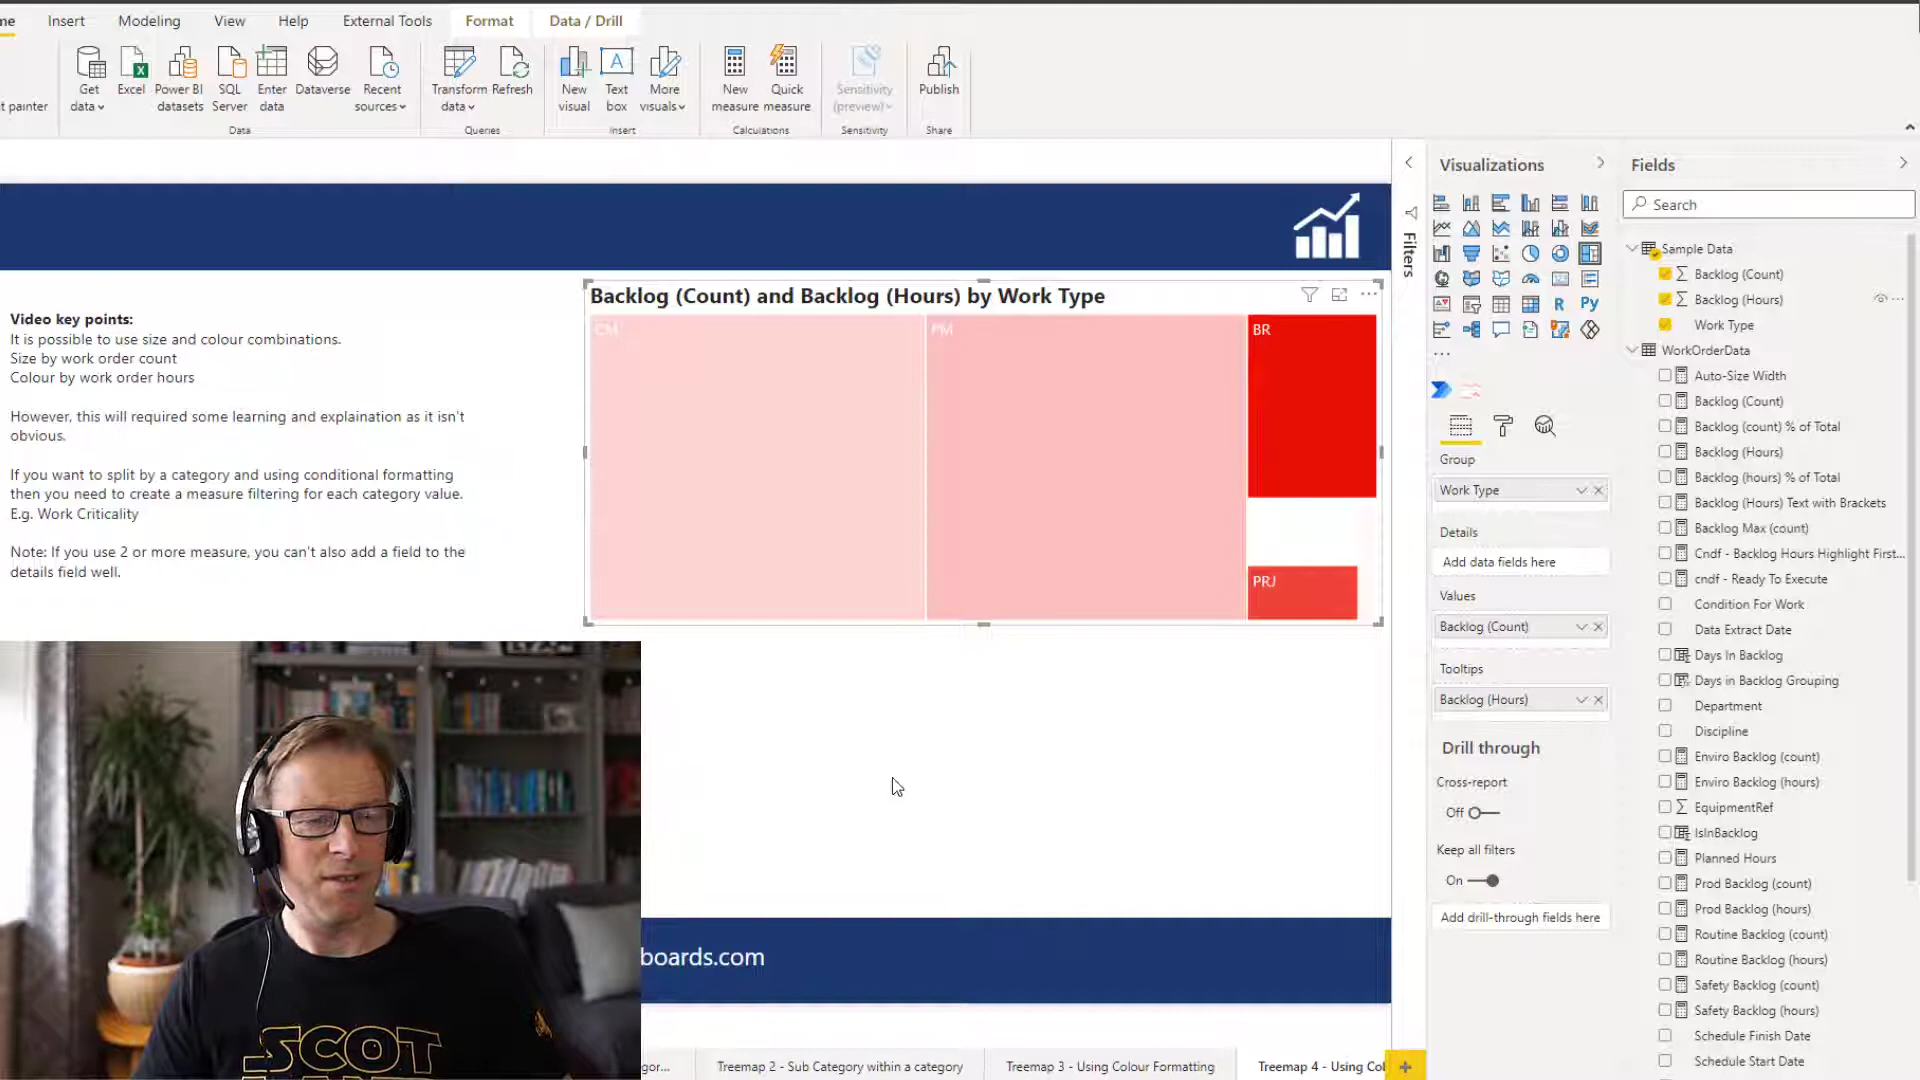 Insert
Modeling
View
Help
External Tools
Format
Data / Drill
Get data
Excel
Power BI datasets
SQL Server
Enter data
Dataverse
Recent sources
Transform data
Refresh
New visual
Text box
More visuals
New measure
Quick measure
Sensitivity (preview)
Publish
Data
Queries
Insert
Calculations
Sensitivity
Share
Video key points:
It is possible to use size and colour combinations.
Size by work order count
Colour by work order hours
However, this will required some learning and explaination as it isn't
obvious.
If you want to split by a category and using conditional formatting
then you need to create a measure filtering for each category value.
E.g. Work Criticality
Note: If you use 2 or more measure, you can't also add a field to the
details field well.
Backlog (Count) and Backlog (Hours) by Work Type
CM
PM
BR
PRJ
SCOT
boards.com
Treemap 2 - Sub Category within a category
Treemap 3 - Using Colour Formatting
Treemap 4 - Using Col
Filters
Visualizations
R
Py
Group
Work Type
Details
Add data fields here
Values
Backlog (Count)
Tooltips
Backlog (Hours)
Drill through
Cross-report
Off
Keep all filters
On
Add drill-through fields here
Fields
Search
Sample Data
Backlog (Count)
Backlog (Hours)
Work Type
WorkOrderData
Auto-Size Width
Backlog (Count)
Backlog (count) % of Total
Backlog (Hours)
Backlog (hours) % of Total
Backlog (Hours) Text with Brackets
Backlog Max (count)
Cndf - Backlog Hours Highlight First...
cndf - Ready To Execute
Condition For Work
Data Extract Date
Days In Backlog
Days in Backlog Grouping
Department
Discipline
Enviro Backlog (count)
Enviro Backlog (hours)
EquipmentRef
IsInBacklog
Planned Hours
Prod Backlog (count)
Prod Backlog (hours)
Routine Backlog (count)
Routine Backlog (hours)
Safety Backlog (count)
Safety Backlog (hours)
Schedule Finish Date
Schedule Start Date